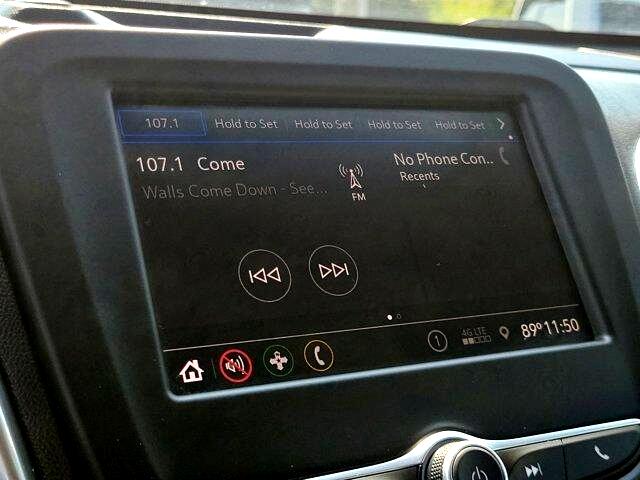 107.1 Hold to Set Hold to Set Hold to Set Hold to Set
107.1 Come
Walls Come Down - See...
FM
No Phone Con..
Recents
1 4G LTE 89° 11:50